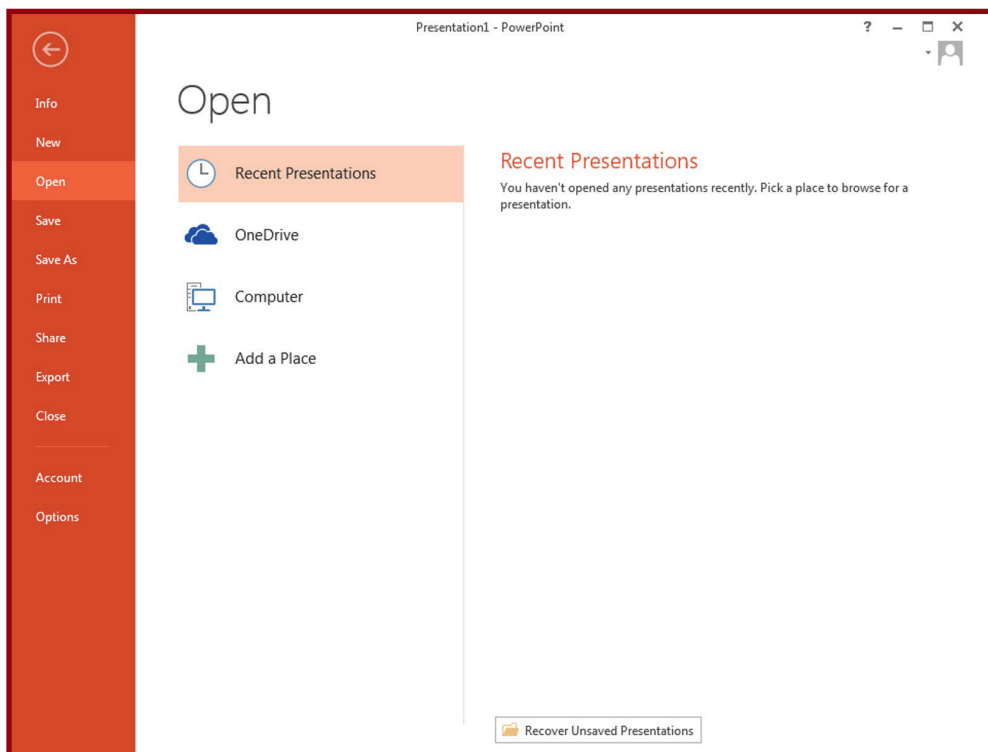 Presentation1 - PowerPoint
?
Info
New
Open
Save
Save As
Print
Share
Export
Close
Account
Options
Open
Recent Presentations
OneDrive
Computer
Add a Place
Recent Presentations
You haven't opened any presentations recently. Pick a place to browse for a
presentation.
Recover Unsaved Presentations